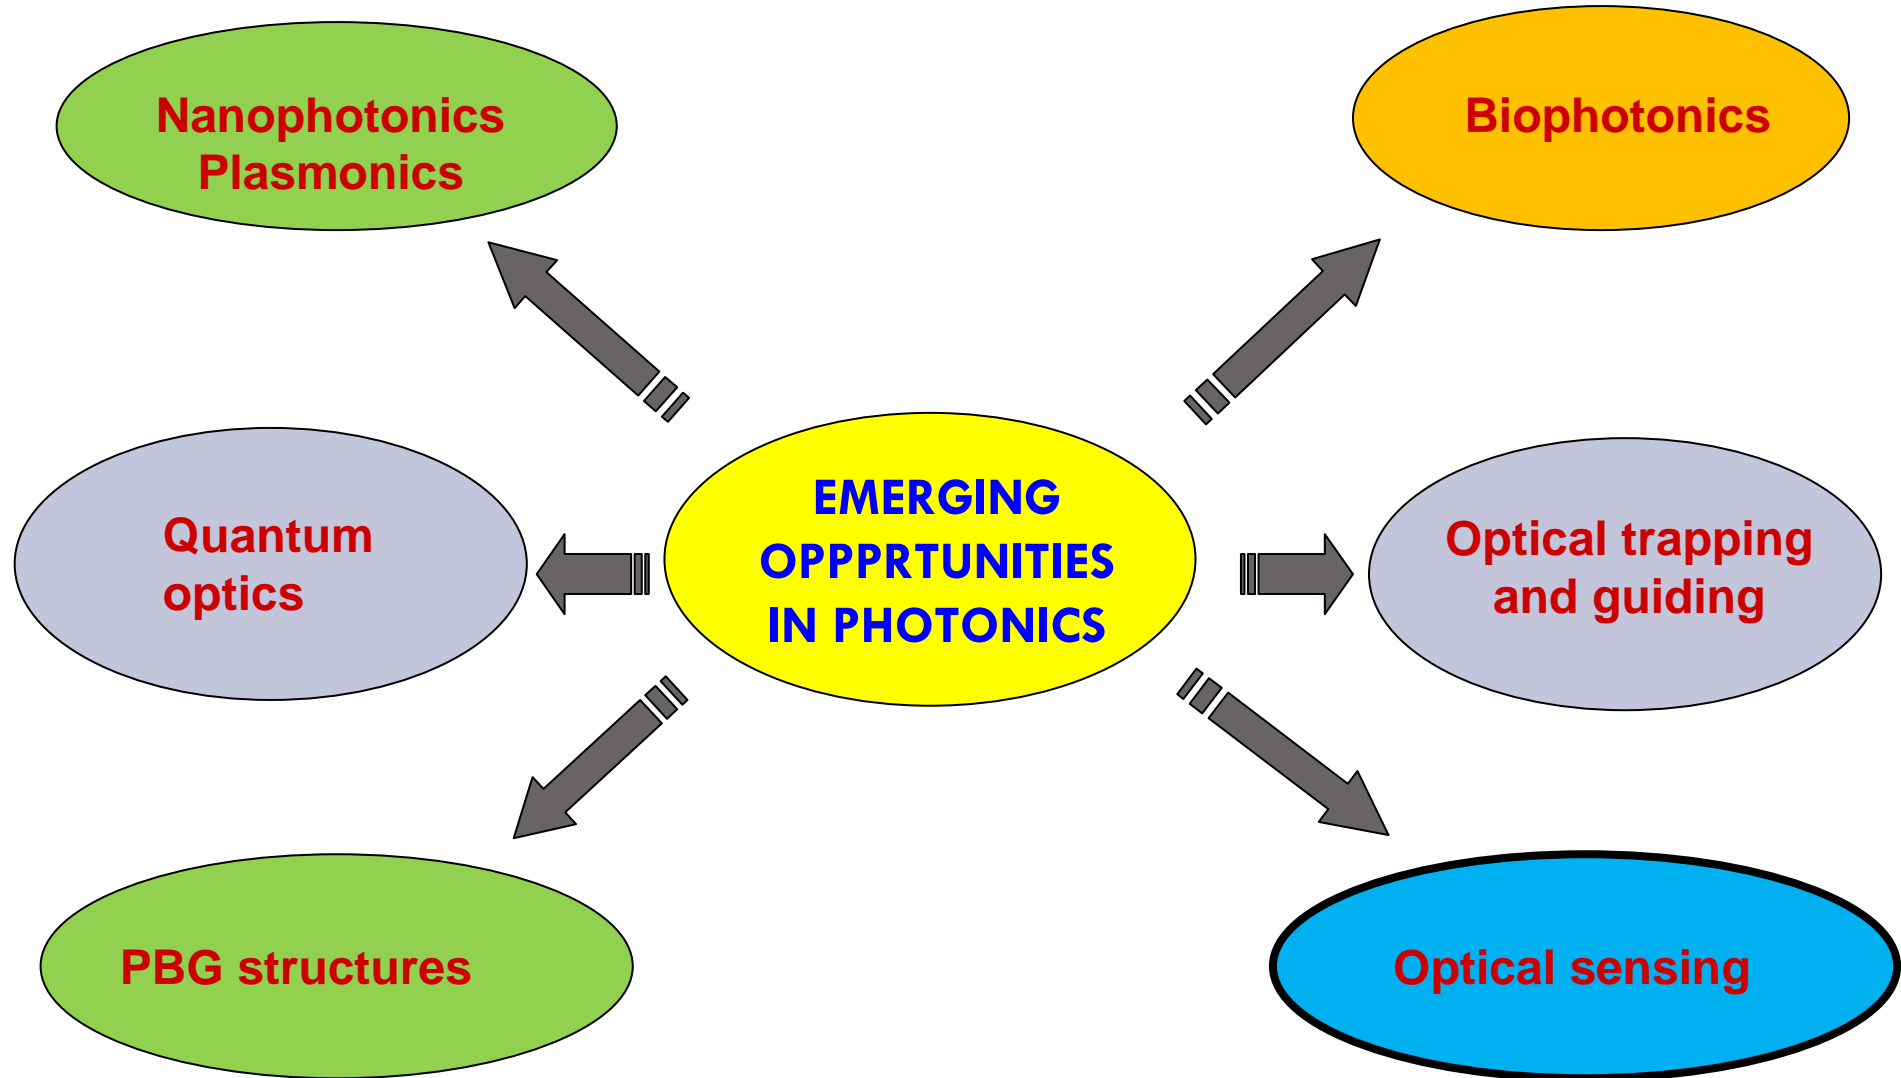 Nanophotonics
Plasmonics
Biophotonics
EMERGING
OPPPRTUNITIES
IN PHOTONICS
Quantum
optics
Optical trapping
and guiding
PBG structures
Optical sensing